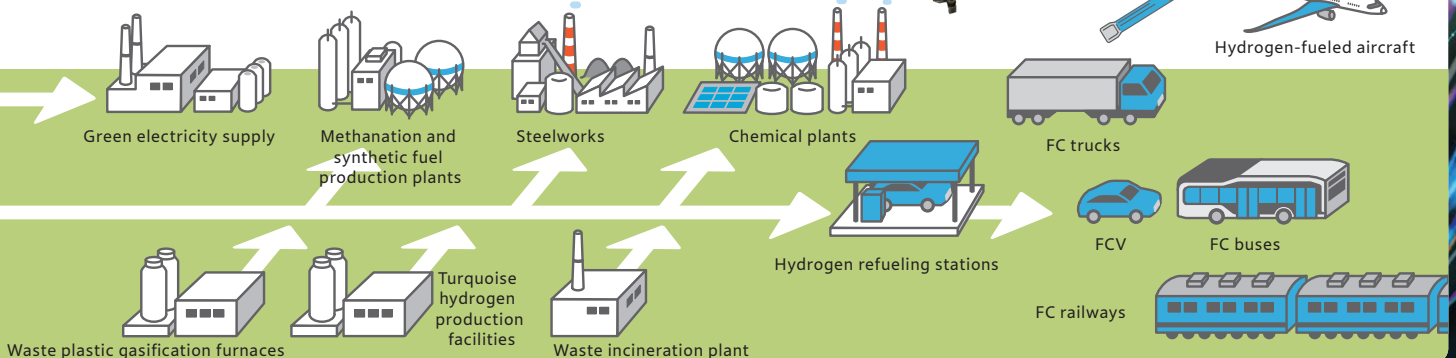 Hydrogen-fueled aircraft
Green electricity supply
Methanation and
synthetic fuel
production plants
Steelworks
Chemical plants
FC trucks
FCV
FC buses
Hydrogen refueling stations
Turquoise
hydrogen
production
facilities
FC railways
Waste plastic gasification furnaces
Waste incineration plant